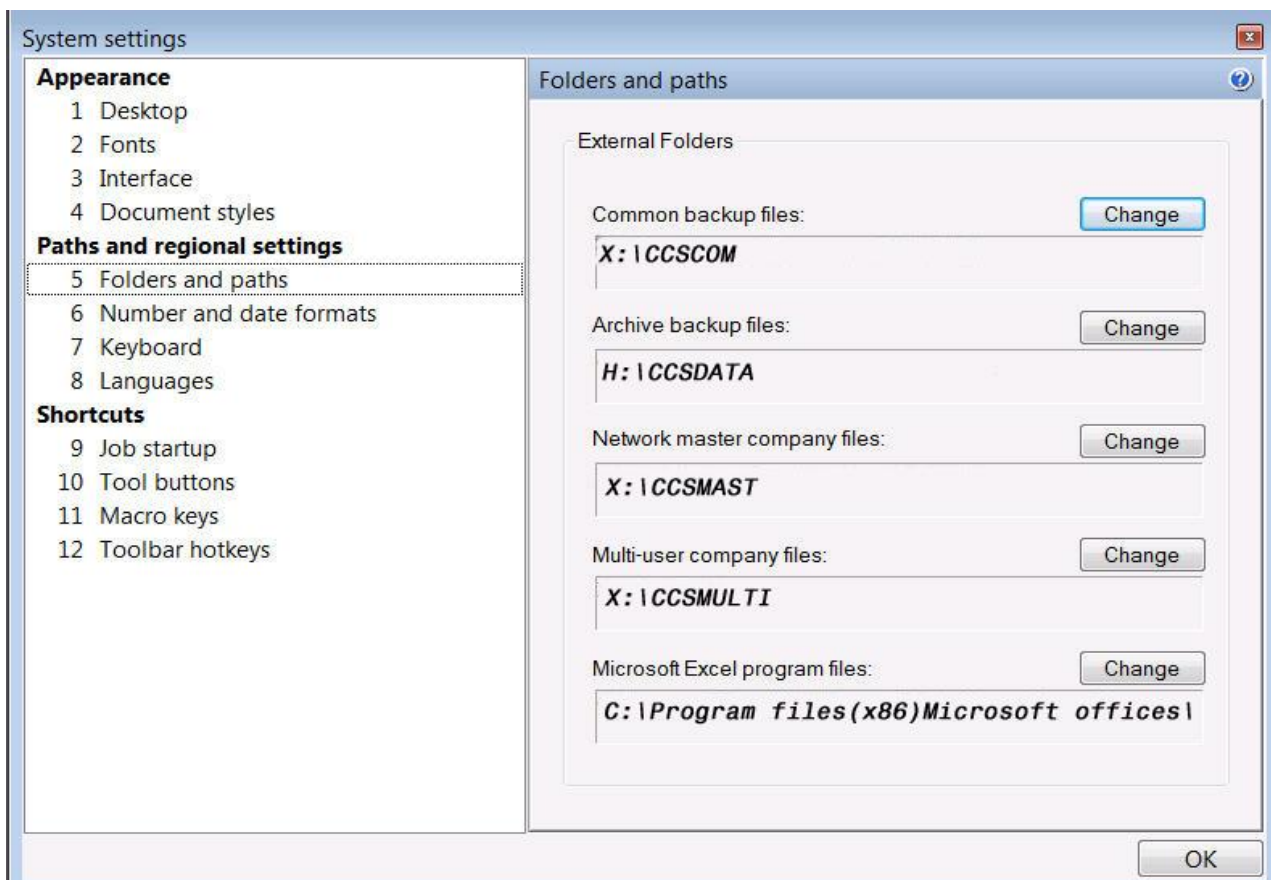 System settings
Appearance
1 Desktop
2 Fonts
3 Interface
4 Document styles
Paths and regional settings
5 Folders and paths
6 Number and date formats
7 Keyboard
8 Languages
Shortcuts
9 Job startup
10 Tool buttons
11 Macro keys
12 Toolbar hotkeys
Folders and paths
External Folders
Common backup files: Change
X:\CCSCOM
Archive backup files: Change
H:\CCSDATA
Network master company files: Change
X:\CCSMAST
Multi-user company files: Change
X:\CCSMULTI
Microsoft Excel program files: Change
C:\Program files(x86)Microsoft offices\
OK